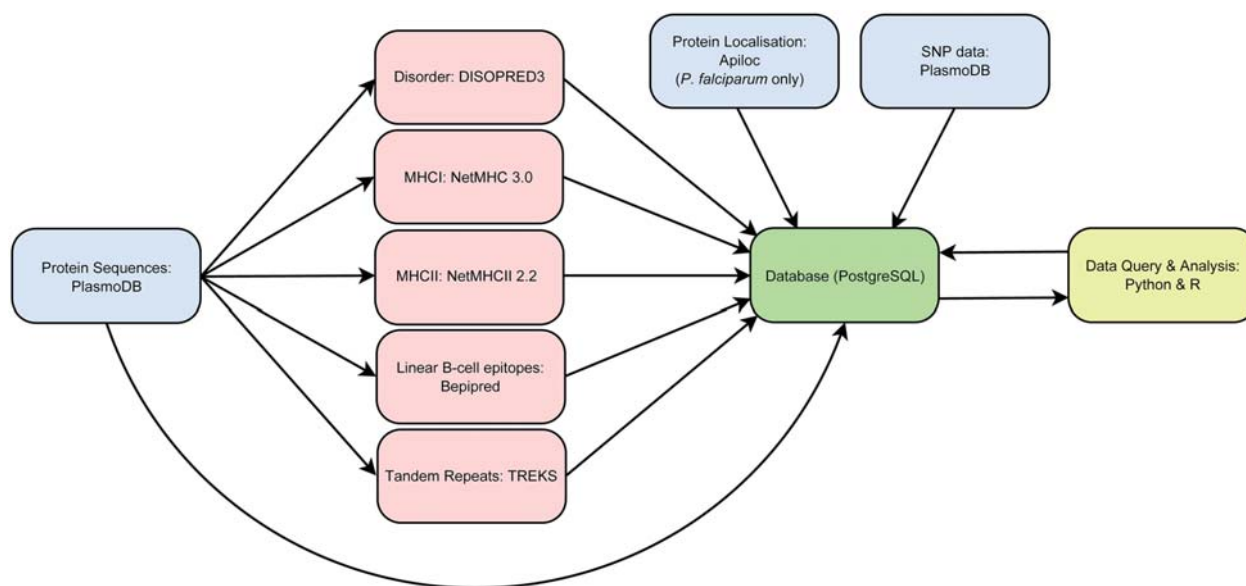 Protein Localisation:
Apiloc
(P. falciparum only)
SNP data:
PlasmoDB
Disorder: DISOPRED3
MHCI: NetMHC 3.0
Protein Sequences:
PlasmoDB
MHCII: NetMHCII 2.2
Database (PostgreSQL)
Data Query & Analysis:
Python & R
Linear B-cell epitopes:
Bepipred
Tandem Repeats: TREKS